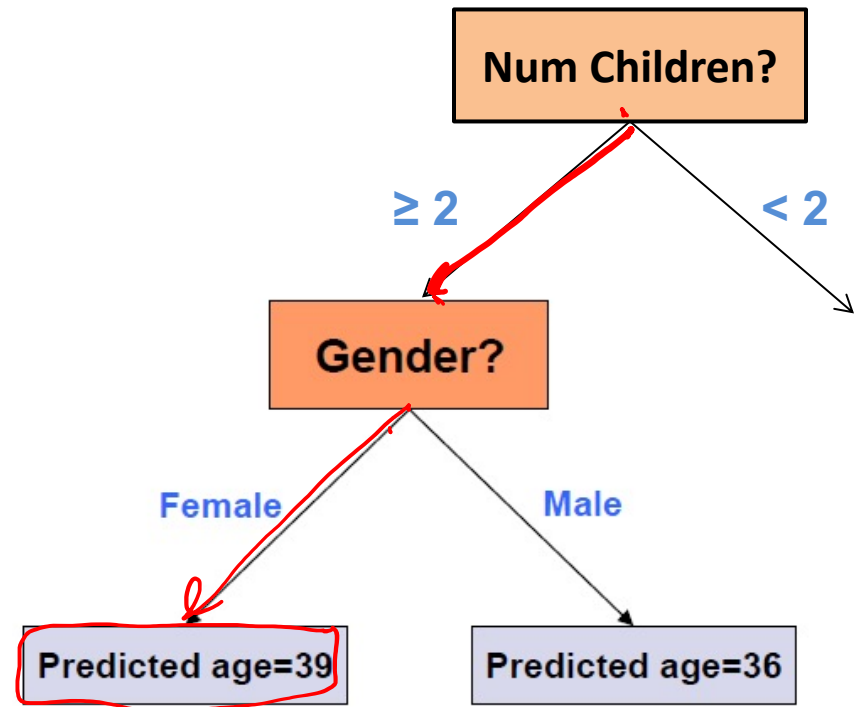 Num Children?
≥ 2
< 2
Gender?
Female
Male
Predicted age=39
Predicted age=36